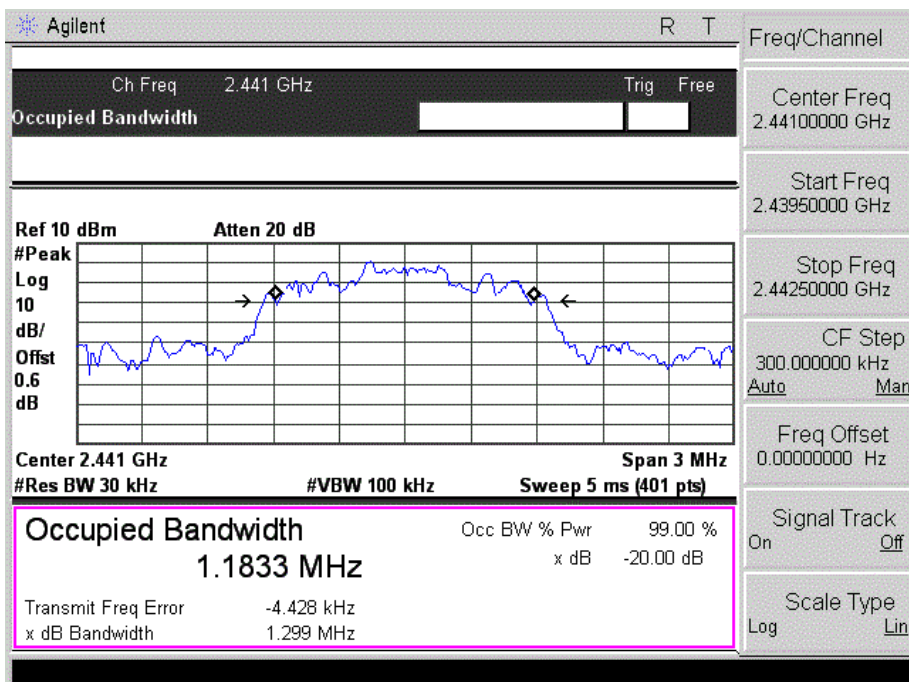 Agilent R T
Ch Freq 2.441 GHz Trig Free
Occupied Bandwidth
Ref 10 dBm Atten 20 dB
#Peak
Log
10
dB/
Offst
0.6
dB
Center 2.441 GHz Span 3 MHz
#Res BW 30 kHz #VBW 100 kHz Sweep 5 ms (401 pts)
Occupied Bandwidth Occ BW % Pwr 99.00 %
1.1833 MHz x dB -20.00 dB
Transmit Freq Error -4.428 kHz
x dB Bandwidth 1.299 MHz
Freq/Channel
Center Freq
2.44100000 GHz
Start Freq
2.43950000 GHz
Stop Freq
2.44250000 GHz
CF Step
300.000000 kHz
Auto Man
Freq Offset
0.00000000 Hz
Signal Track
On Off
Scale Type
Log Lin